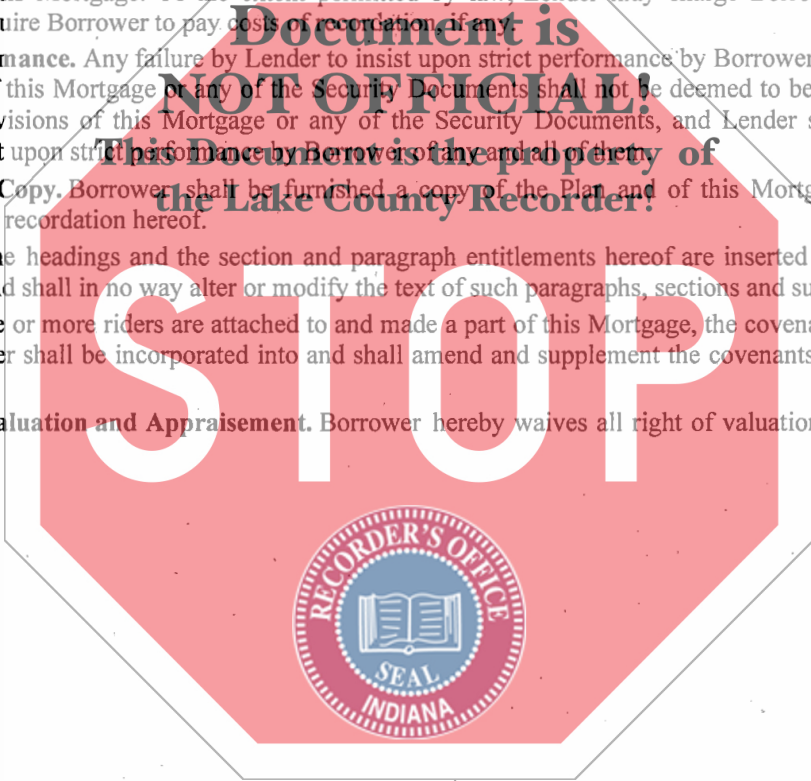 his Mortgage. To the extent permitted by law, Lender may charge Borro
uire Borrower to pay costs of recordation, if any.
Document is
mance. Any failure by Lender to insist upon strict performance by Borrower
f this Mortgage or any of the Security Documents shall not be deemed to be
NOT OFFICIAL!
visions of this Mortgage or any of the Security Documents, and Lender s
t upon strict performance by Borrower of any and all of them.
This Document is the property of
Copy. Borrower shall be furnished a copy of the Plan and of this Mortg
the Lake County Recorder!
recordation hereof.
e headings and the section and paragraph entitlements hereof are inserted
d shall in no way alter or modify the text of such paragraphs, sections and su
e or more riders are attached to and made a part of this Mortgage, the covena
er shall be incorporated into and shall amend and supplement the covenants
STOP
aluation and Appraisement. Borrower hereby waives all right of valuation
RECORDER'S OFFICE
SEAL
INDIANA